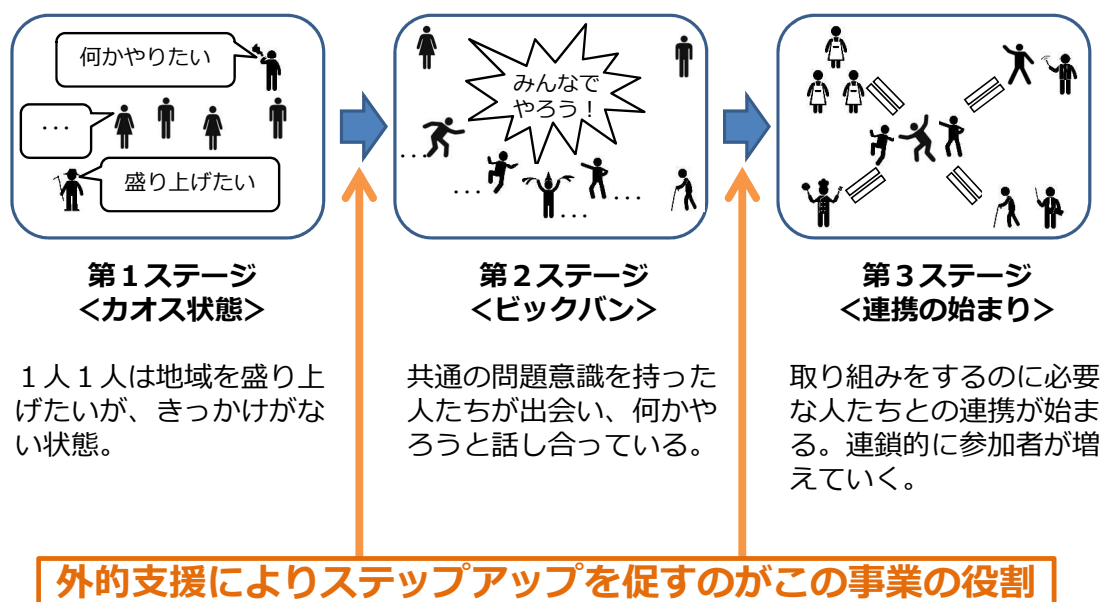 何かやりたい
・・・
盛り上げたい
みんなで
やろう！
...
...
...
...
第１ステージ
＜カオス状態＞
１人１人は地域を盛り上
げたいが、きっかけがな
い状態。
第２ステージ
＜ビックバン＞
共通の問題意識を持った
人たちが出会い、何かや
ろうと話し合っている。
第３ステージ
＜連携の始まり＞
取り組みをするのに必要
な人たちとの連携が始ま
る。連鎖的に参加者が増
えていく。
外的支援によりステップアップを促すのがこの事業の役割